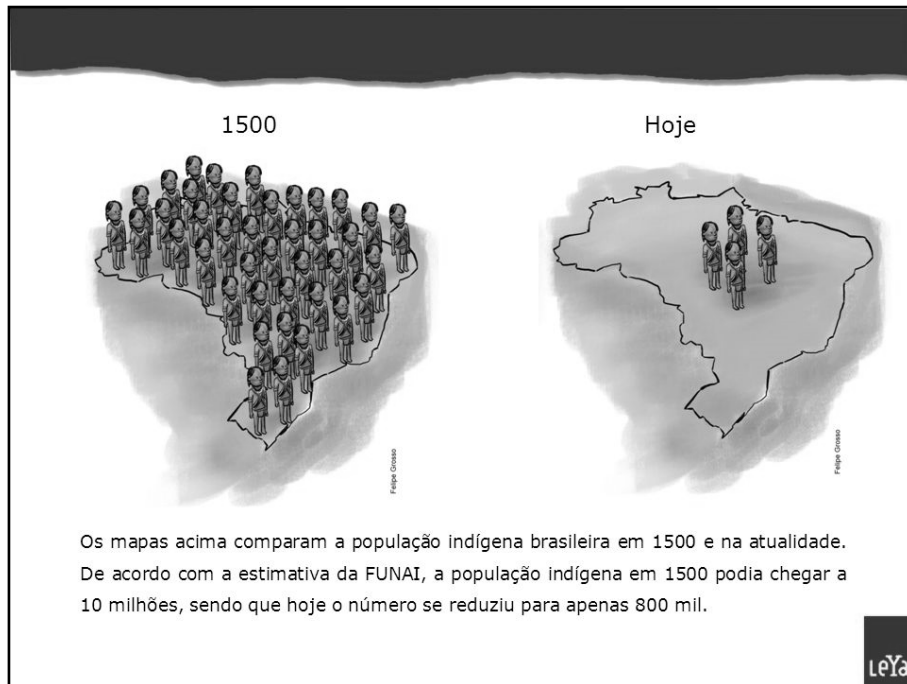 1500
Hoje
Felipe Grosso
Felipe Grosso
Os mapas acima comparam a população indígena brasileira em 1500 e na atualidade.
De acordo com a estimativa da FUNAI, a população indígena em 1500 podia chegar a
10 milhões, sendo que hoje o número se reduziu para apenas 800 mil.
LeYa